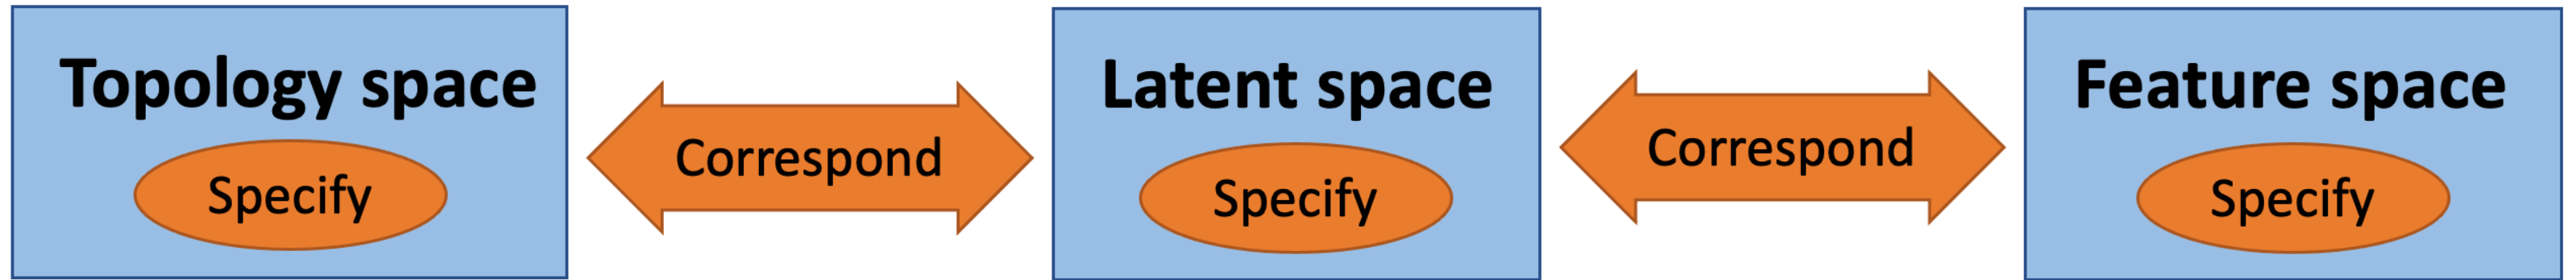 Topology space
Specify
Correspond
Latent space
Specify
Correspond
Feature space
Specify